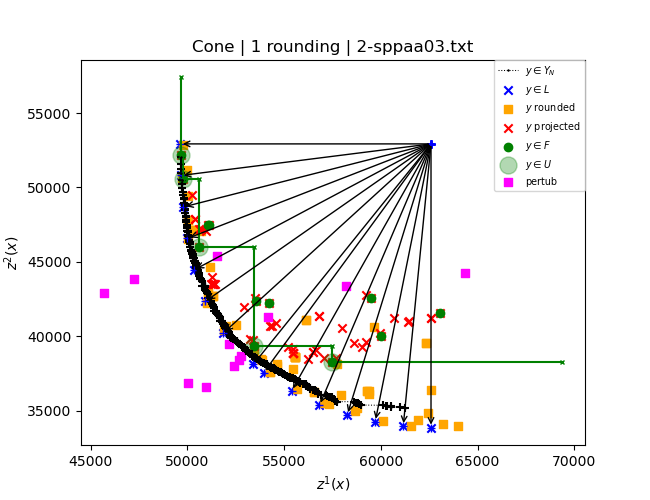 Cone | 1 rounding | 2-sppaa03.txt
y ∈ Y_N
y ∈ L
y rounded
y projected
y ∈ F
y ∈ U
pertub
55000
50000
45000
40000
35000
z²(x)
45000 50000 55000 60000 65000 70000
z¹(x)